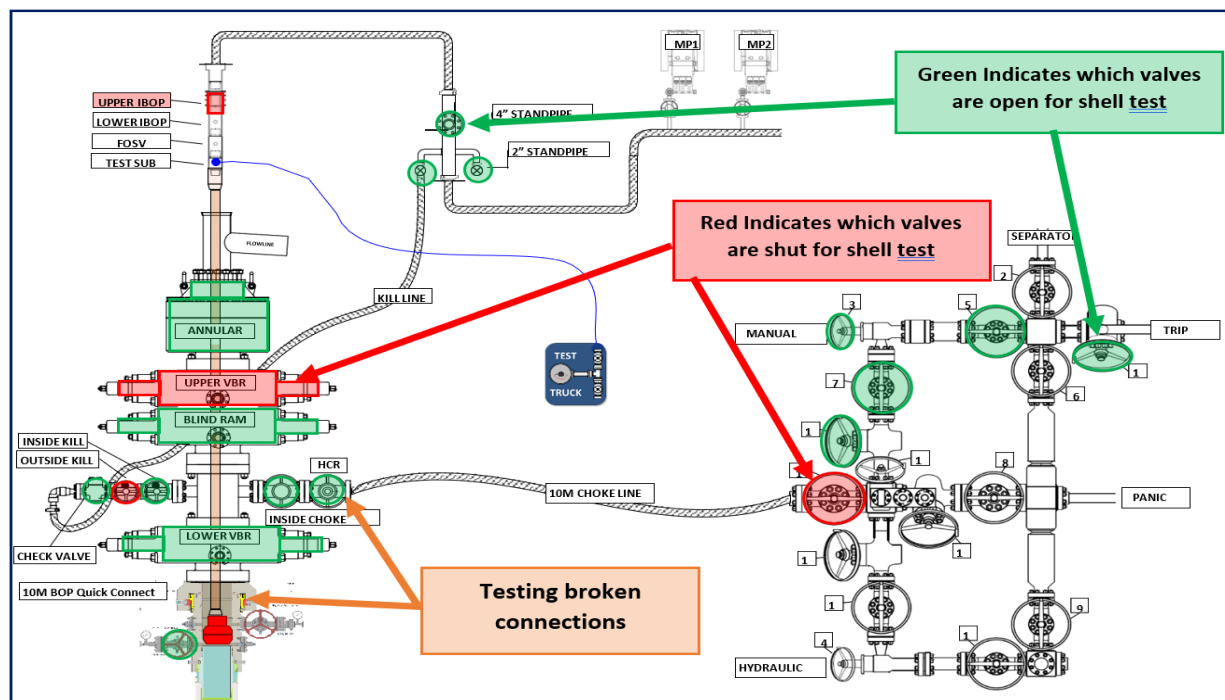 MP1
MP2
Green Indicates which valves
are open for shell test
UPPER IBOP
LOWER IBOP
FOSV
TEST SUB
4” STANDPIPE
2” STANDPIPE
FLOWLINE
Red Indicates which valves
are shut for shell test
SEPARATOR
2
KILL LINE
ANNULAR
MANUAL
3
5
TRIP
1
TEST
TRUCK
UPPER VBR
7
6
BLIND RAM
1
INSIDE KILL
OUTSIDE KILL
HCR
1
8
10M CHOKE LINE
PANIC
INSIDE CHOKE
LOWER VBR
CHECK VALVE
1
1
10M BOP Quick Connect
Testing broken
connections
1
9
HYDRAULIC
4
1